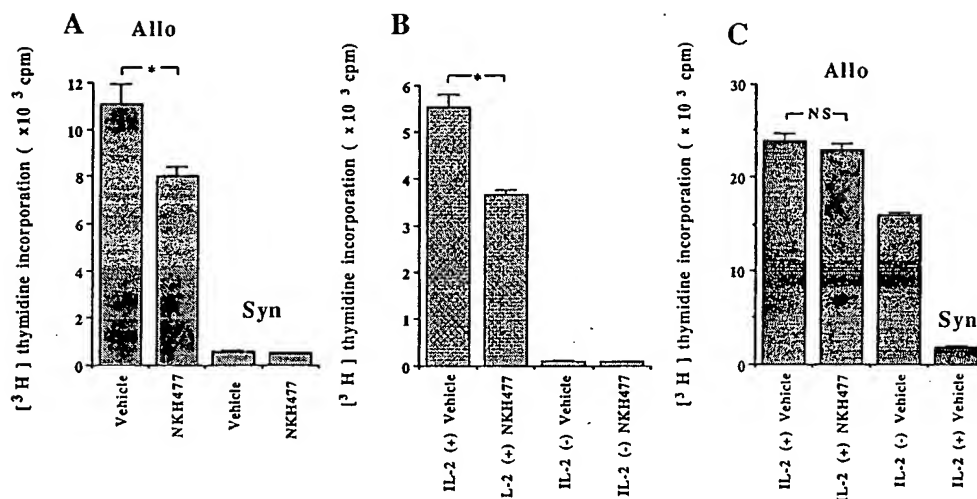 A
Allo
[³H] thymidine incorporation ( ×10³ cpm)
12
10
8
6
4
2
0
*
Syn
Vehicle
NKH477
Vehicle
NKH477
B
[³H] thymidine incorporation ( ×10³ cpm)
6
5
4
3
2
1
0
*
IL-2 (+) Vehicle
L-2 (+) NKH477
IL-2 (-) Vehicle
IL-2 (-) NKH477
C
Allo
[³H] thymidine incorporation ( ×10³ cpm)
30
20
10
0
NS
Syn
IL-2 (+) Vehicle
IL-2 (+) NKH477
IL-2 (-) Vehicle
IL-2 (+) Vehicle